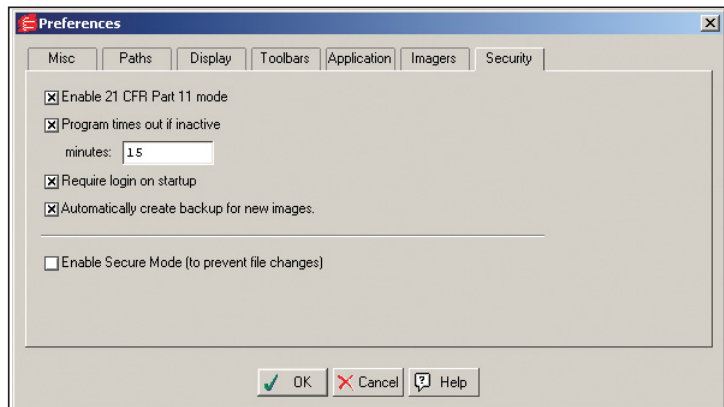 Preferences
Misc Paths Display Toolbars Application Imagers Security
Enable 21 CFR Part 11 mode
Program times out if inactive
minutes: 15
Require login on startup
Automatically create backup for new images.
Enable Secure Mode (to prevent file changes)
OK Cancel Help